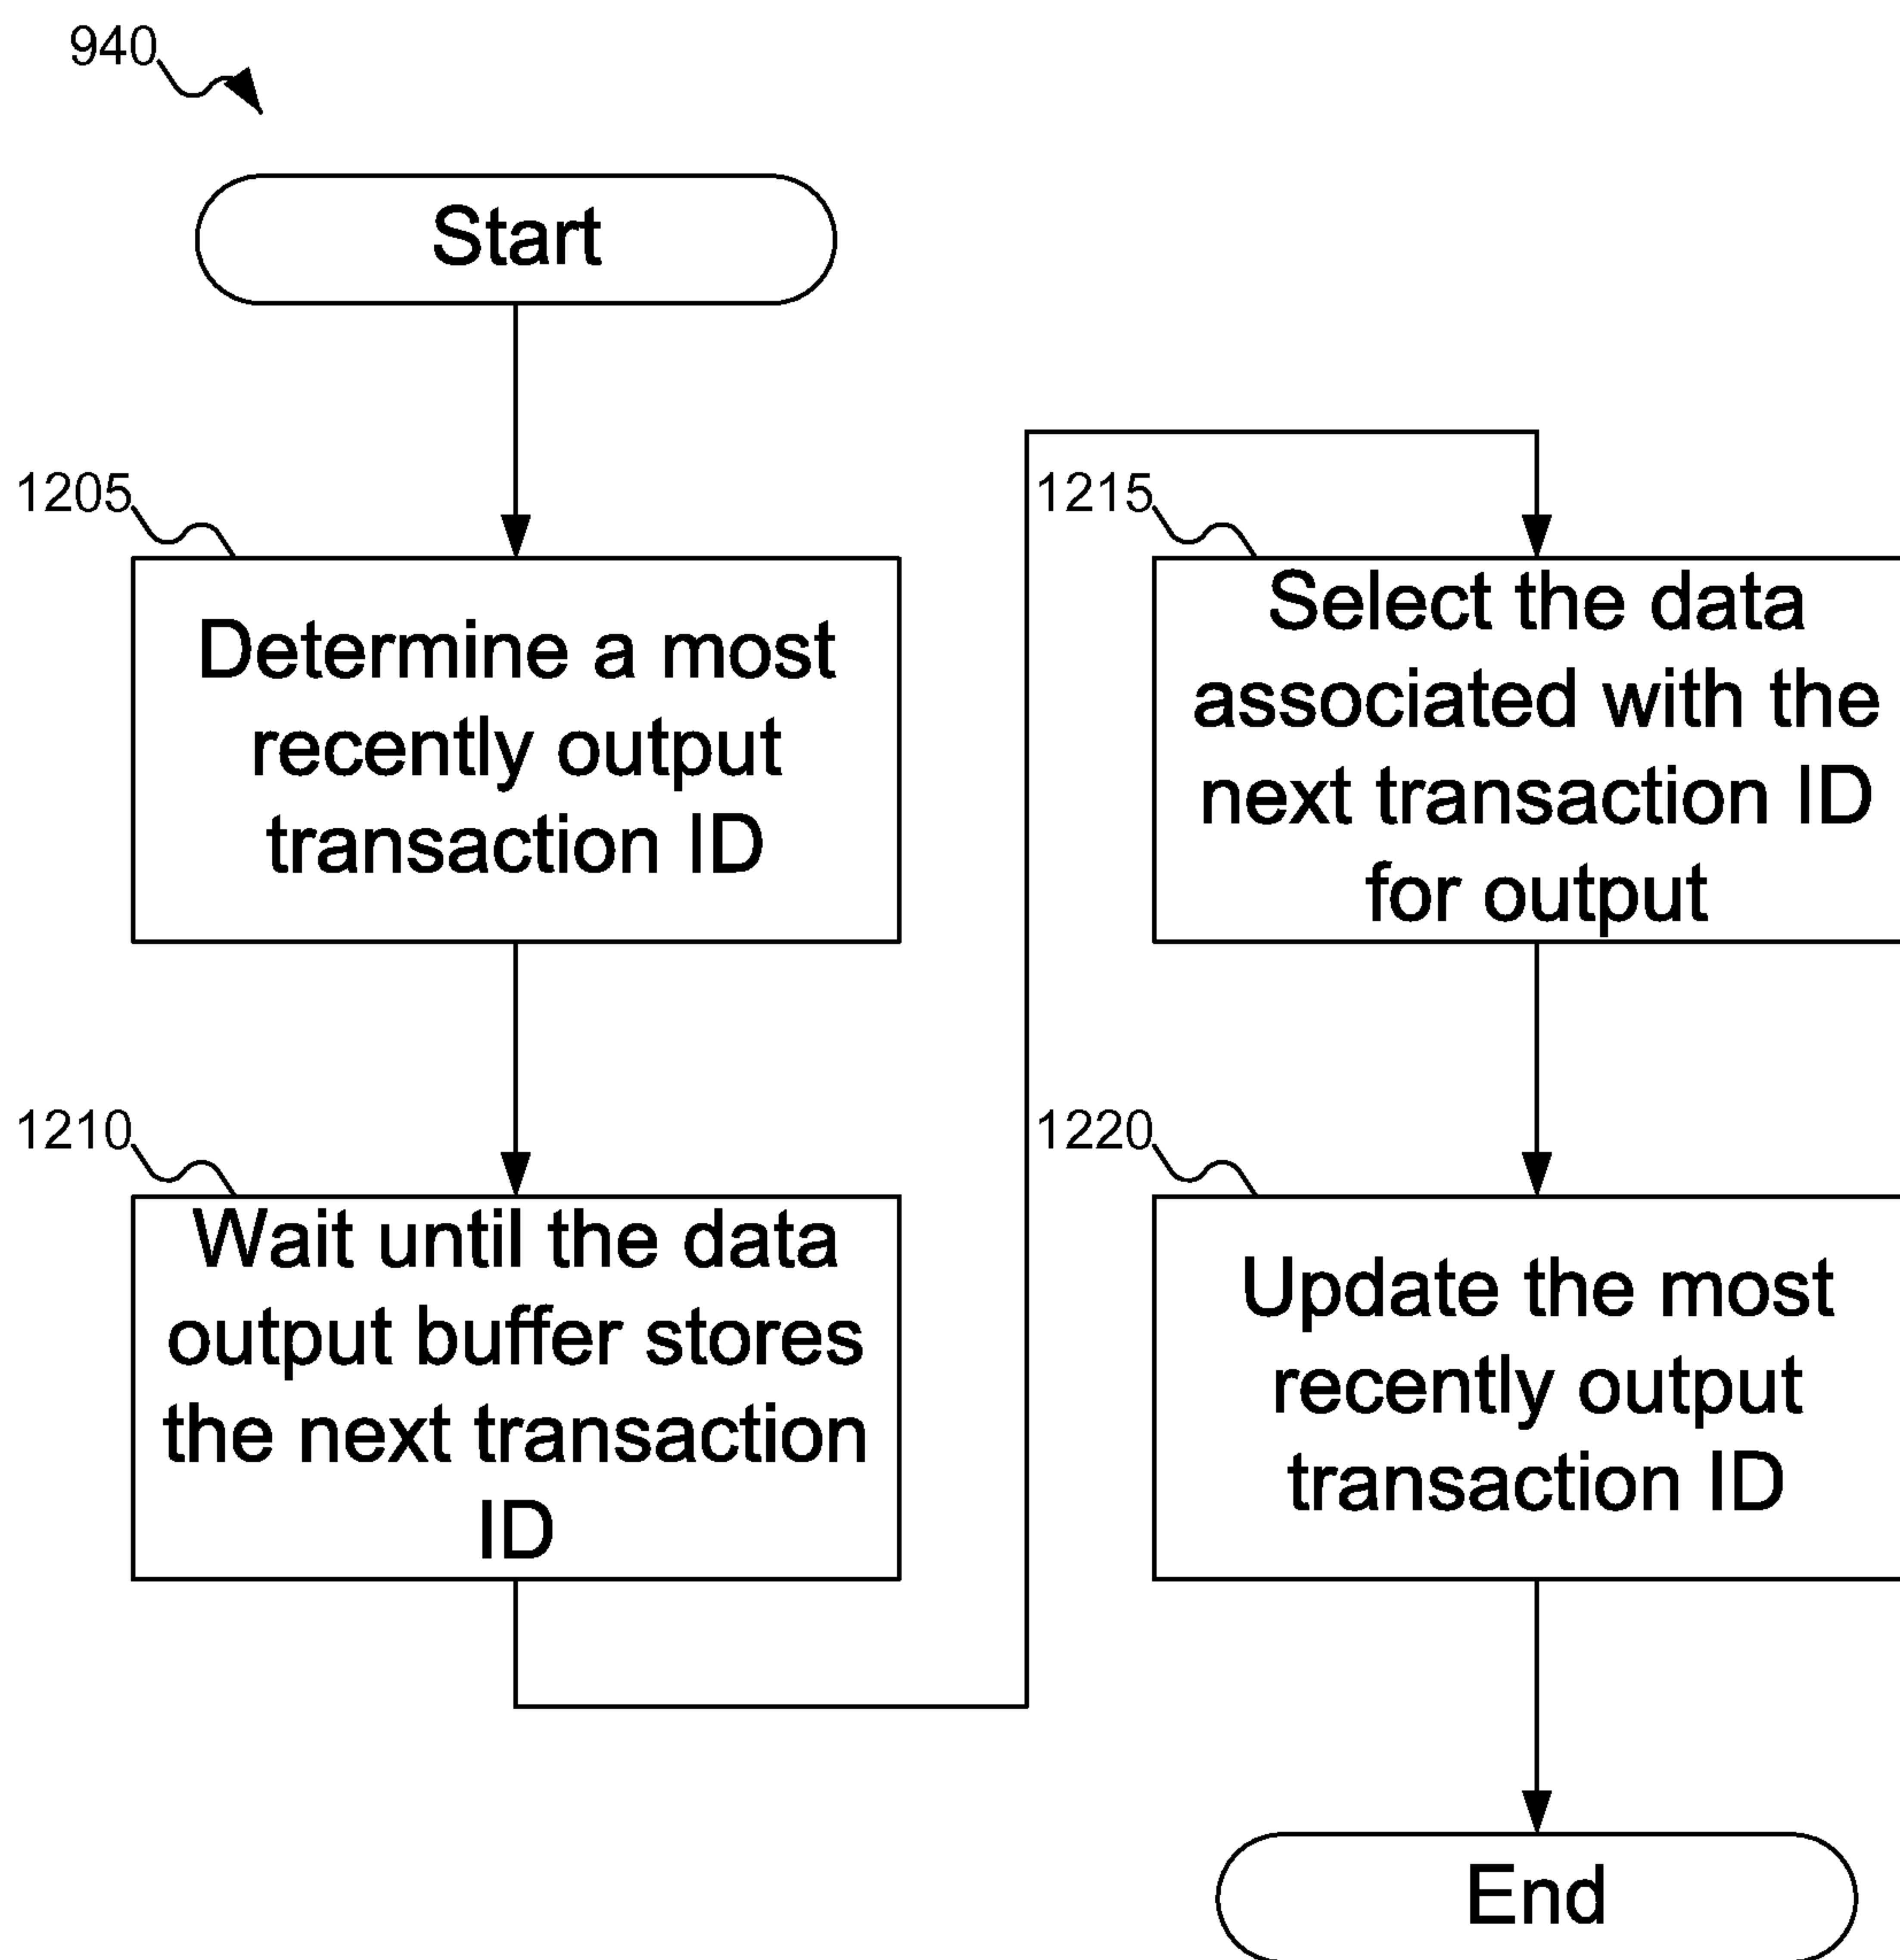 940
Start
1205
Determine a most
recently output
transaction ID
1210
Wait until the data
output buffer stores
the next transaction
ID
1215
Select the data
associated with the
next transaction ID
for output
1220
Update the most
recently output
transaction ID
End